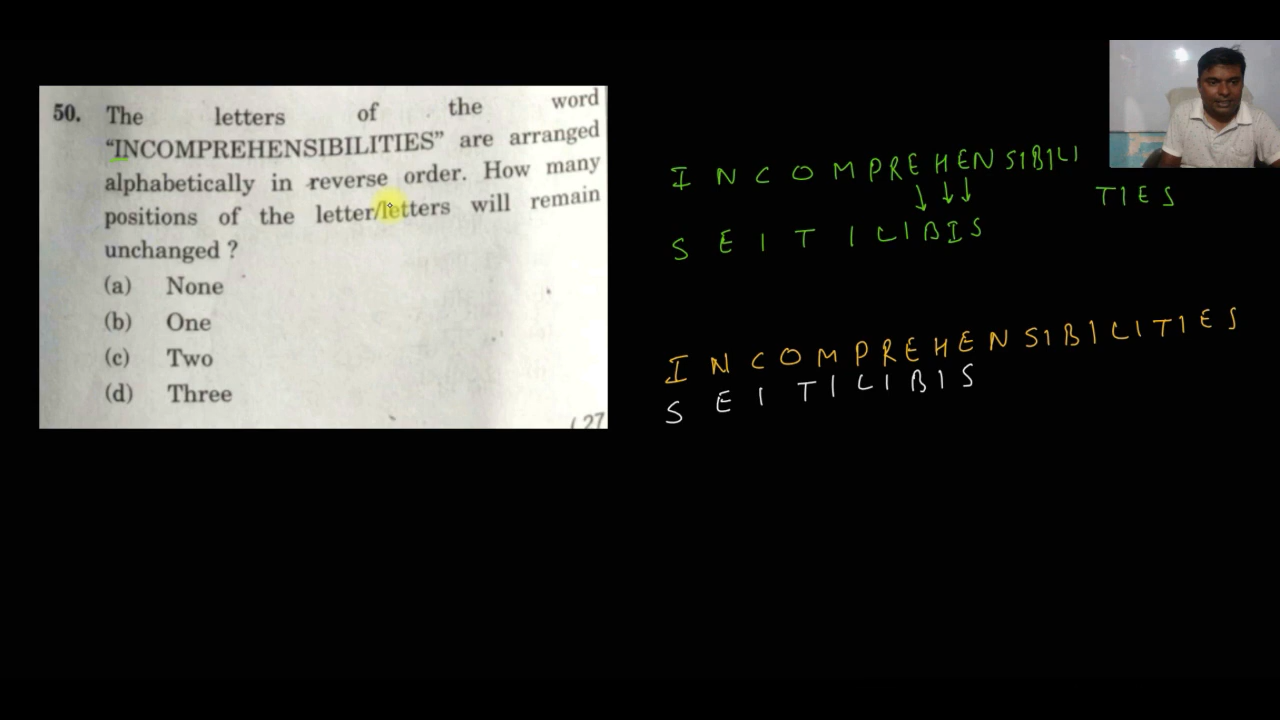 50. The letters of the word
“INCOMPREHENSIBILITIES” are arranged
alphabetically in reverse order. How many
positions of the letter/letters will remain
unchanged ?
(a) None
(b) One
(c) Two
(d) Three
(27
I N C O M P R E H E N S I B I L I
T I E S
S E I T I L I B I S
I N C O M P R E H E N S I B I L I T I E S
S E I T I L I B I S